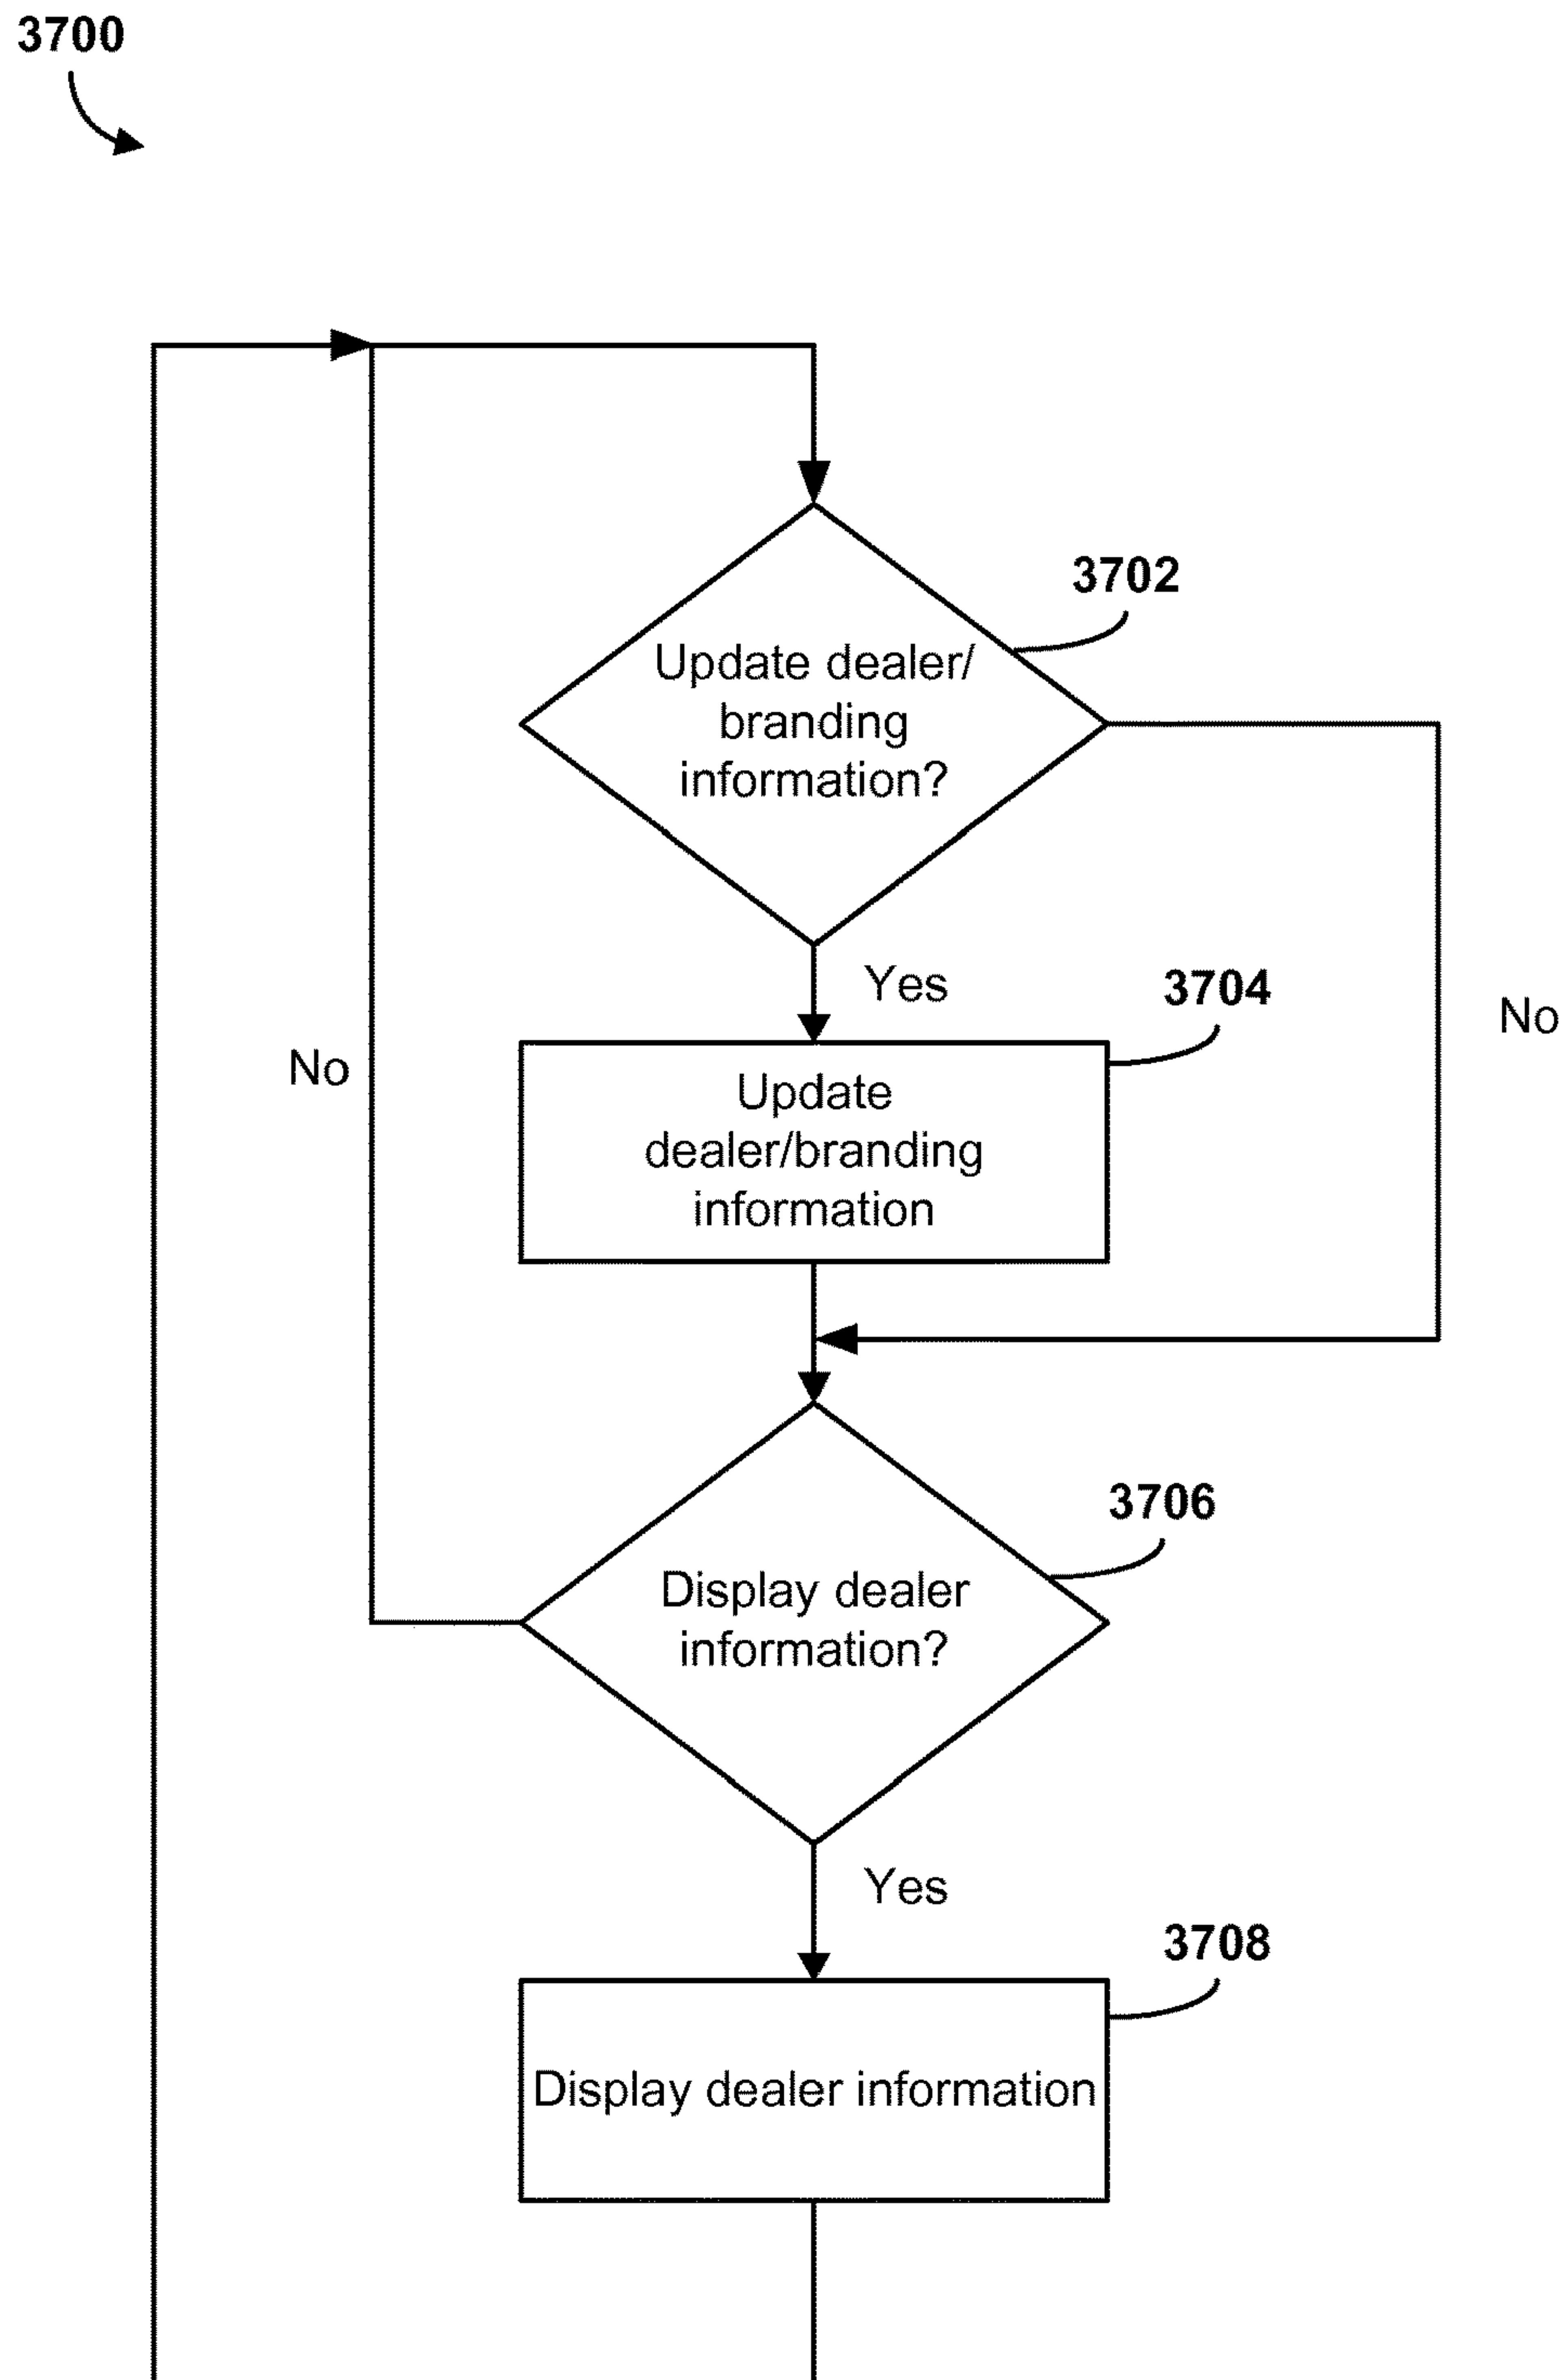 3700
3702
Update dealer/
branding
information?
Yes
3704
No
No
Update
dealer/branding
information
3706
Display dealer
information?
Yes
3708
Display dealer information